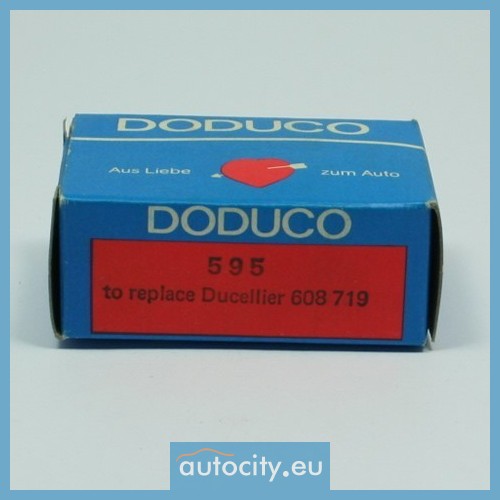 DODUCO
Aus Liebe zum Auto
DODUCO
595
to replace Ducellier 608 719
autocity.eu